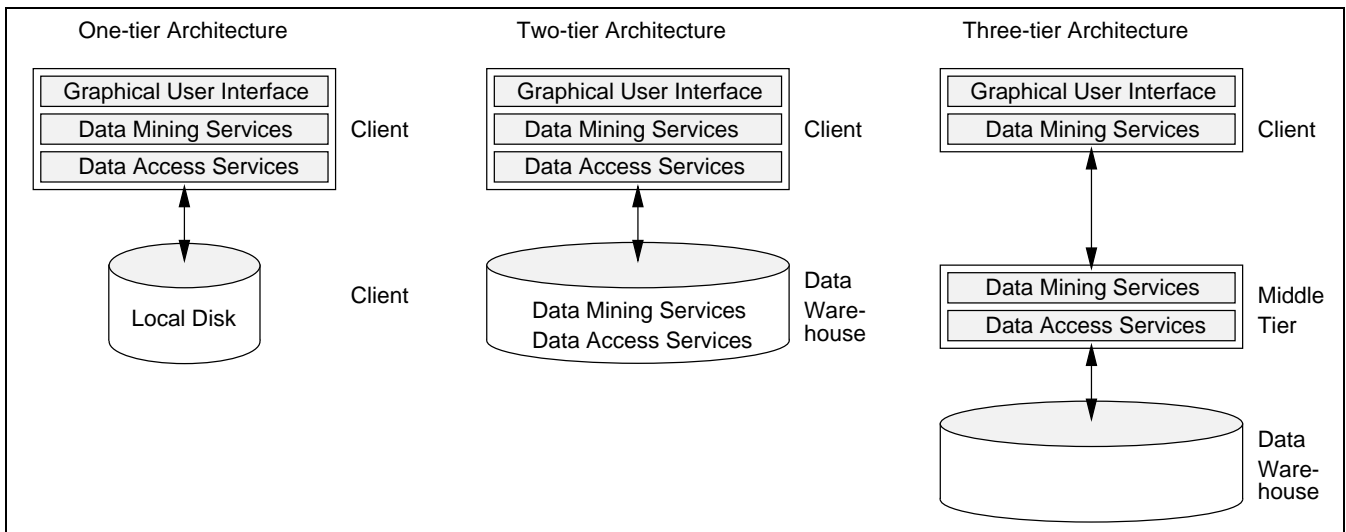 One-tier Architecture
Graphical User Interface
Data Mining Services
Data Access Services
Client
Local Disk
Client
Two-tier Architecture
Graphical User Interface
Data Mining Services
Data Access Services
Client
Data Mining Services
Data Access Services
Data
Ware-
house
Three-tier Architecture
Graphical User Interface
Data Mining Services
Client
Data Mining Services
Data Access Services
Middle
Tier
Data
Ware-
house